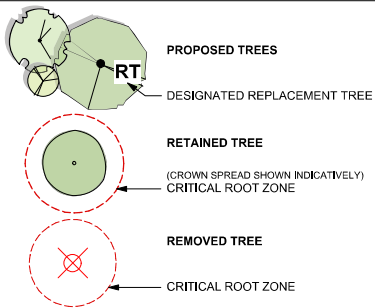 PROPOSED TREES
RT
DESIGNATED REPLACEMENT TREE
RETAINED TREE
(CROWN SPREAD SHOWN INDICATIVELY)
CRITICAL ROOT ZONE
REMOVED TREE
CRITICAL ROOT ZONE